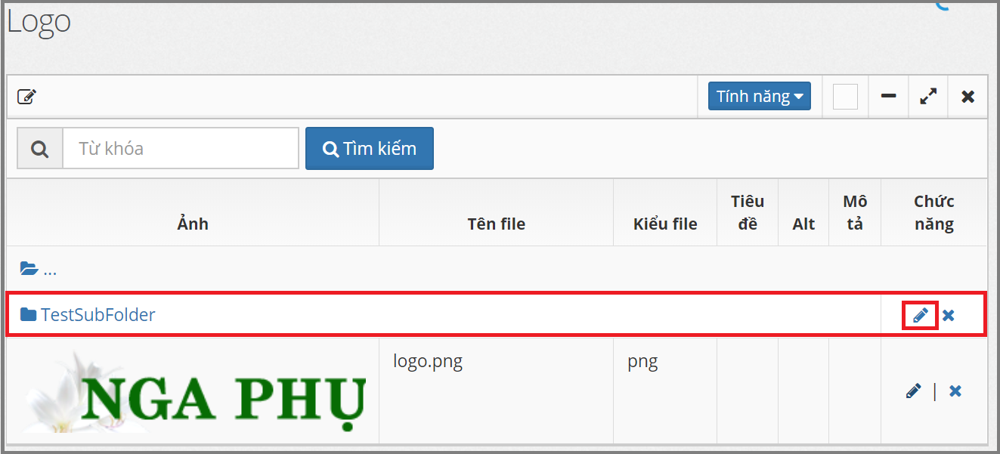 Logo
Tính năng
Từ khóa
Tìm kiếm
Ảnh
Tên file
Kiểu file
Tiêu đề
Alt
Mô tả
Chức năng
...
TestSubFolder
NGA PHỤ
logo.png
png
|